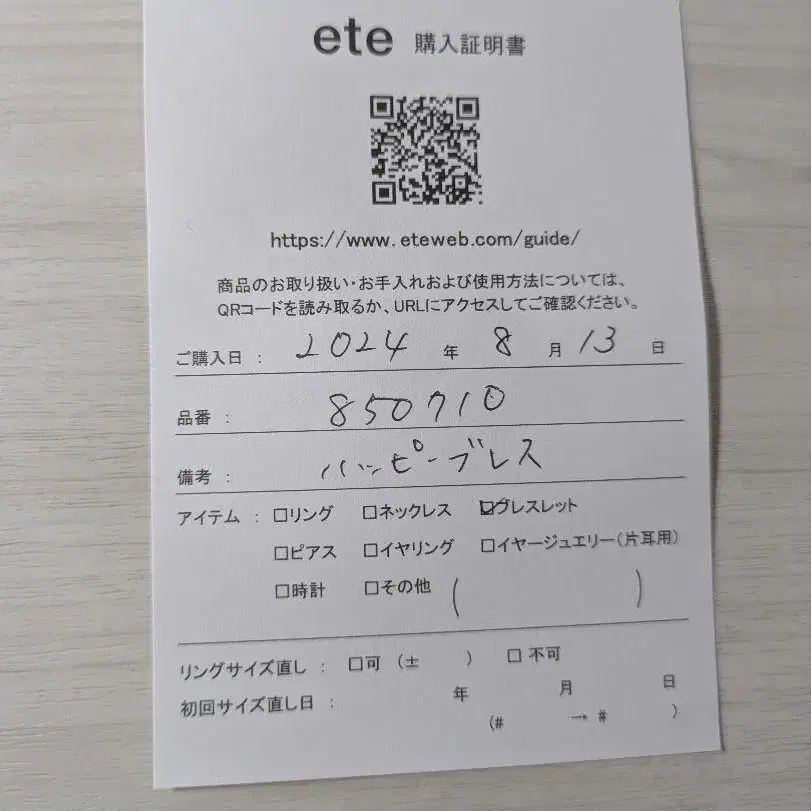 ete 購入証明書
https://www.eteweb.com/guide/
商品のお取り扱い・お手入れおよび使用方法については、
QRコードを読み取るか、URLにアクセスしてご確認ください。
ご購入日 : 2024 年 8 月 13 日
品番 : 850710
備考 : ハッピーブレス
アイテム : □リング □ネックレス ☑ブレスレット
□ピアス □イヤリング □イヤージュエリー(片耳用)
□時計 □その他 ( )
リングサイズ直し : □可 (± ) □不可
初回サイズ直し日 : 年 月 日
(# → # )